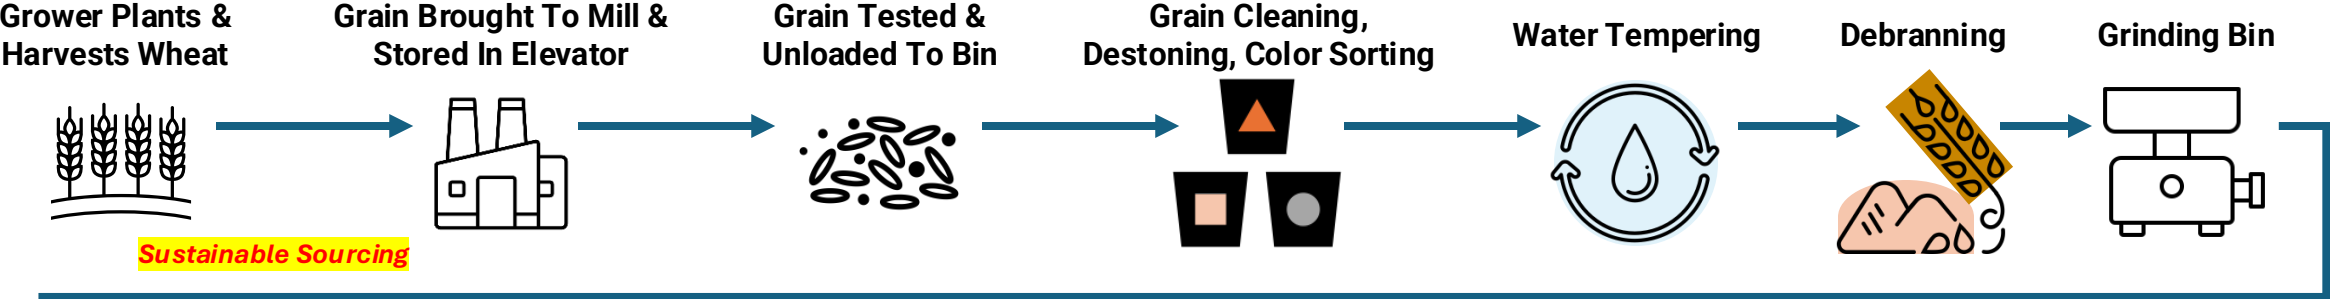 Grower Plants &
Harvests Wheat
Grain Brought To Mill &
Stored In Elevator
Grain Tested &
Unloaded To Bin
Grain Cleaning,
Destoning, Color Sorting
Water Tempering
Debranning
Grinding Bin
Sustainable Sourcing